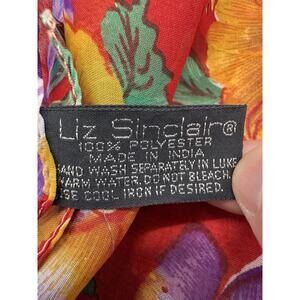 Liz Sinclair®
100% POLYESTER
MADE IN INDIA
HAND WASH SEPARATELY IN LUKE
WARM WATER. DO NOT BLEACH.
USE COOL IRON IF DESIRED.